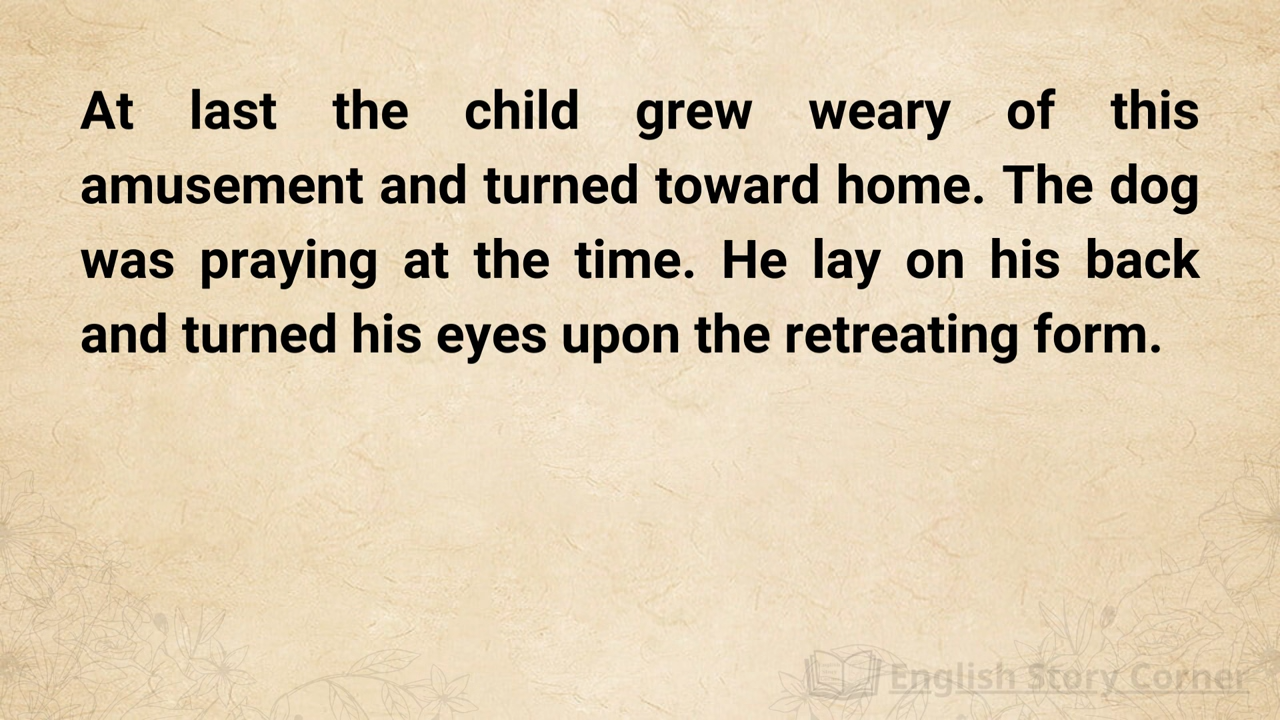 At last the child grew weary of this
amusement and turned toward home. The dog
was praying at the time. He lay on his back
and turned his eyes upon the retreating form.
English Story Corner